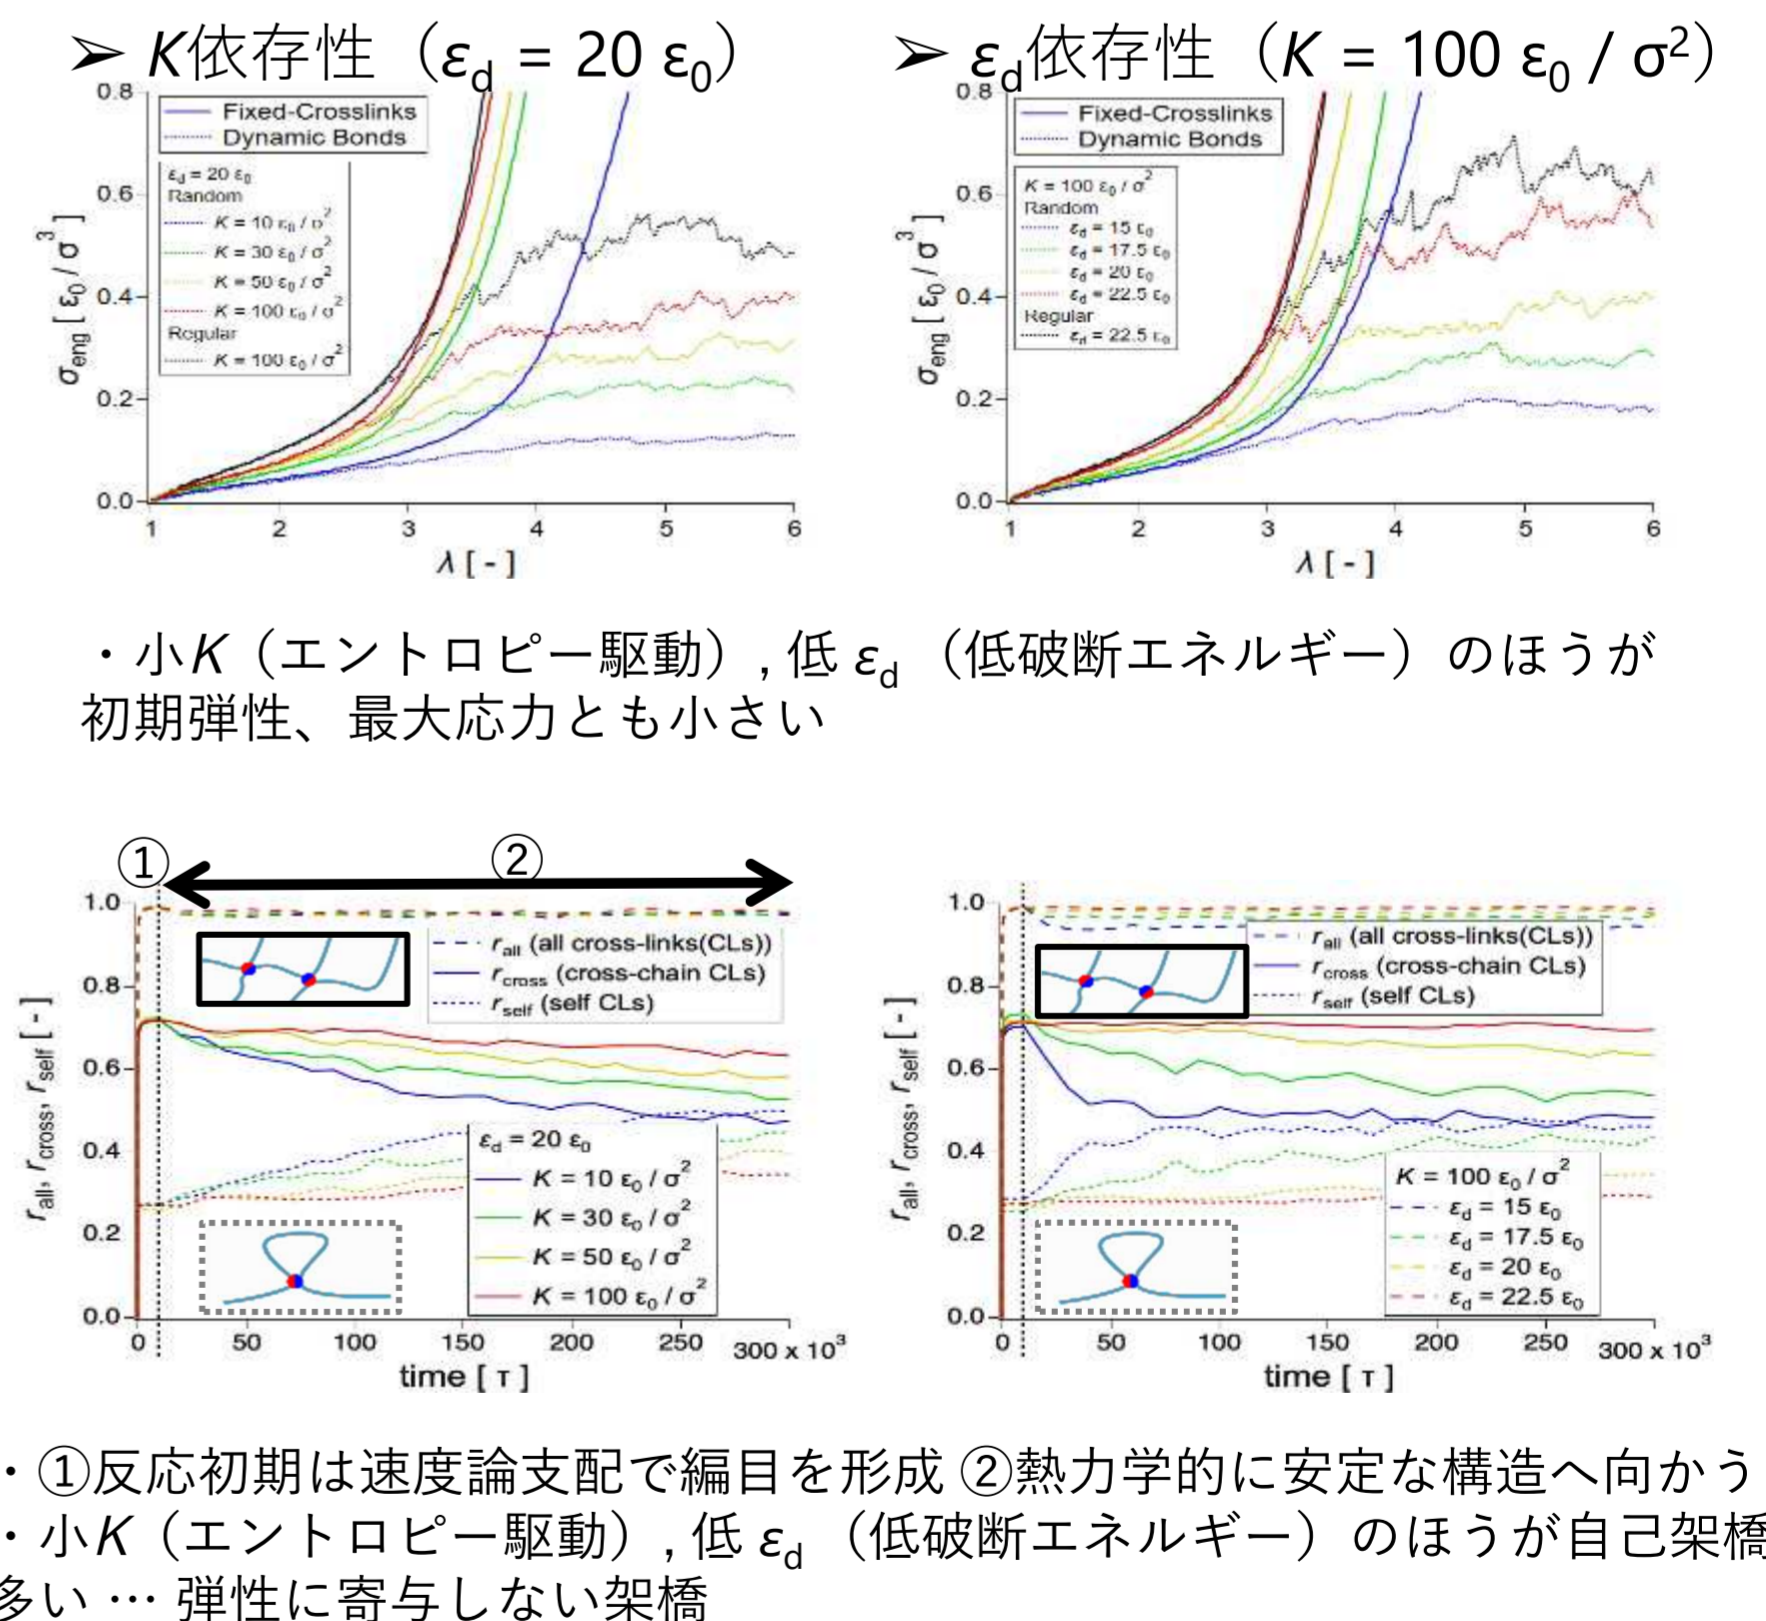 ➢ K依存性（εd = 20 ε0）
➢ εd依存性（K = 100 ε0 / σ2）
0.8
0.6
0.4
0.2
0.0
1 2 3 4 5 6
σeng [ ε0 / σ3 ]
λ [ - ]
Fixed-Crosslinks
Dynamic Bonds
εd = 20 ε0
Random
K = 10 ε0 / σ2
K = 30 ε0 / σ2
K = 50 ε0 / σ2
K = 100 ε0 / σ2
Regular
K = 100 ε0 / σ2
0.8
0.6
0.4
0.2
0.0
1 2 3 4 5 6
σeng [ ε0 / σ3 ]
λ [ - ]
Fixed-Crosslinks
Dynamic Bonds
K = 100 ε0 / σ2
Random
εd = 15 ε0
εd = 17.5 ε0
εd = 20 ε0
εd = 22.5 ε0
Regular
εd = 22.5 ε0
・小K（エントロピー駆動）, 低 εd （低破断エネルギー）のほうが
初期弾性、最大応力とも小さい
① ②
1.0
0.8
0.6
0.4
0.2
0.0
0 50 100 150 200 250 300 x 103
rall, rcross, rself [ - ]
time [ τ ]
rall (all cross-links(CLs))
rcross (cross-chain CLs)
rself (self CLs)
εd = 20 ε0
K = 10 ε0 / σ2
K = 30 ε0 / σ2
K = 50 ε0 / σ2
K = 100 ε0 / σ2
1.0
0.8
0.6
0.4
0.2
0.0
0 50 100 150 200 250 300 x 103
rall, rcross, rself [ - ]
time [ τ ]
rall (all cross-links(CLs))
rcross (cross-chain CLs)
rself (self CLs)
K = 100 ε0 / σ2
εd = 15 ε0
εd = 17.5 ε0
εd = 20 ε0
εd = 22.5 ε0
・①反応初期は速度論支配で編目を形成 ②熱力学的に安定な構造へ向かう
・小K（エントロピー駆動）, 低 εd （低破断エネルギー）のほうが自己架橋
多い … 弾性に寄与しない架橋